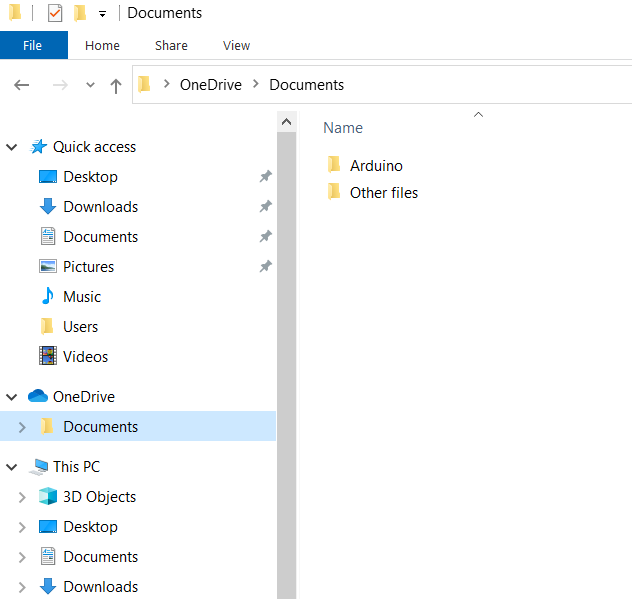 Documents
File Home Share View
OneDrive Documents
Name
Quick access
Desktop
Downloads
Documents
Pictures
Music
Users
Videos
OneDrive
Documents
This PC
3D Objects
Desktop
Documents
Downloads
Arduino
Other files